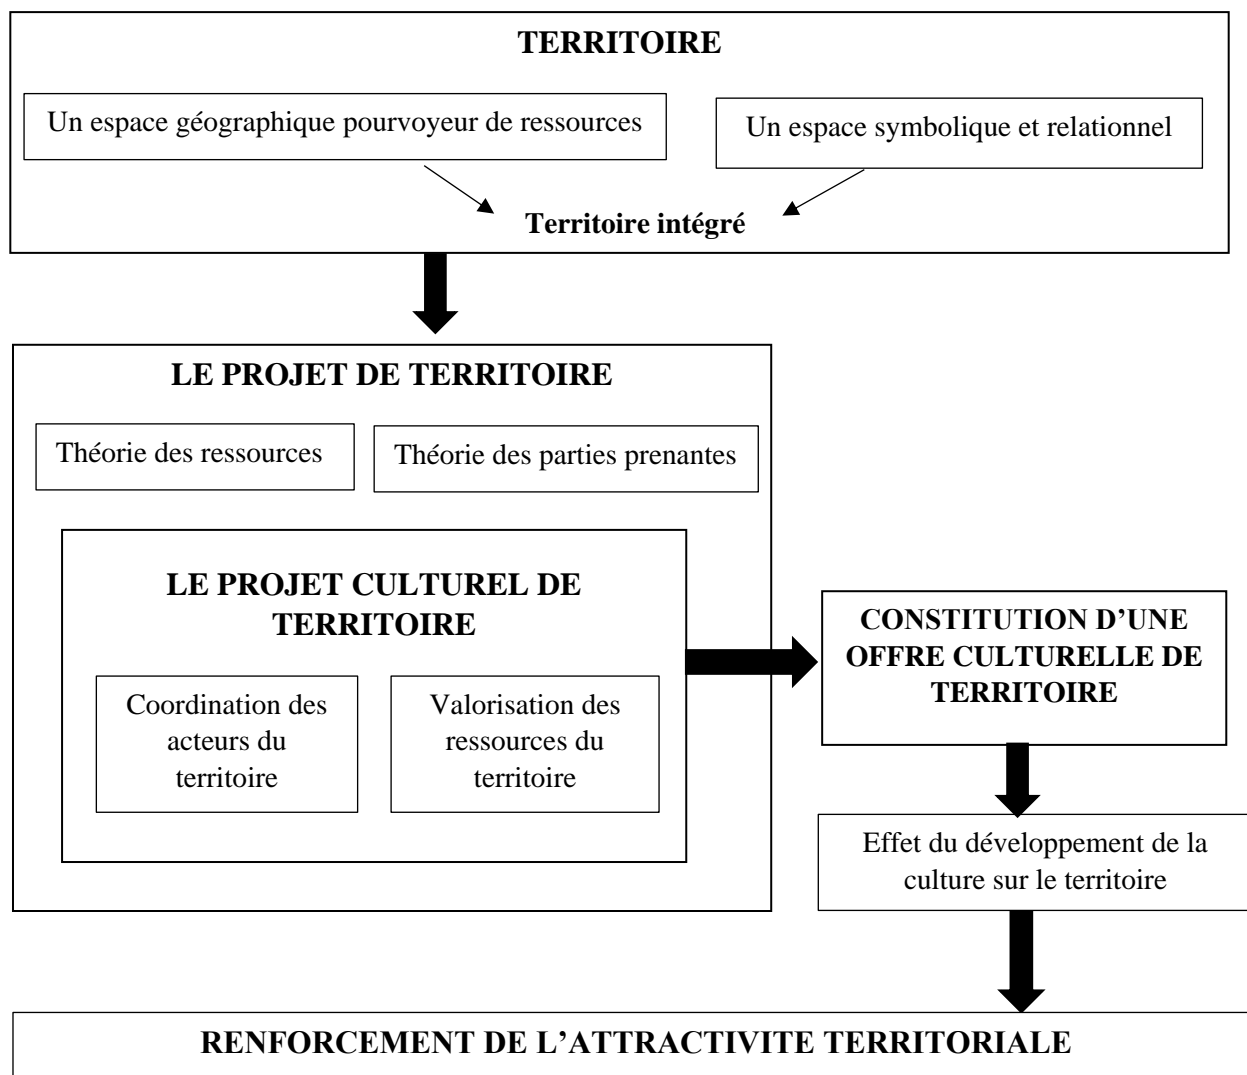 TERRITOIRE
Un espace géographique pourvoyeur de ressources
Un espace symbolique et relationnel
Territoire intégré
LE PROJET DE TERRITOIRE
Théorie des ressources
Théorie des parties prenantes
LE PROJET CULTUREL DE
TERRITOIRE
Coordination des
acteurs du
territoire
Valorisation des
ressources du
territoire
CONSTITUTION D’UNE
OFFRE CULTURELLE DE
TERRITOIRE
Effet du développement de la
culture sur le territoire
RENFORCEMENT DE L’ATTRACTIVITE TERRITORIALE